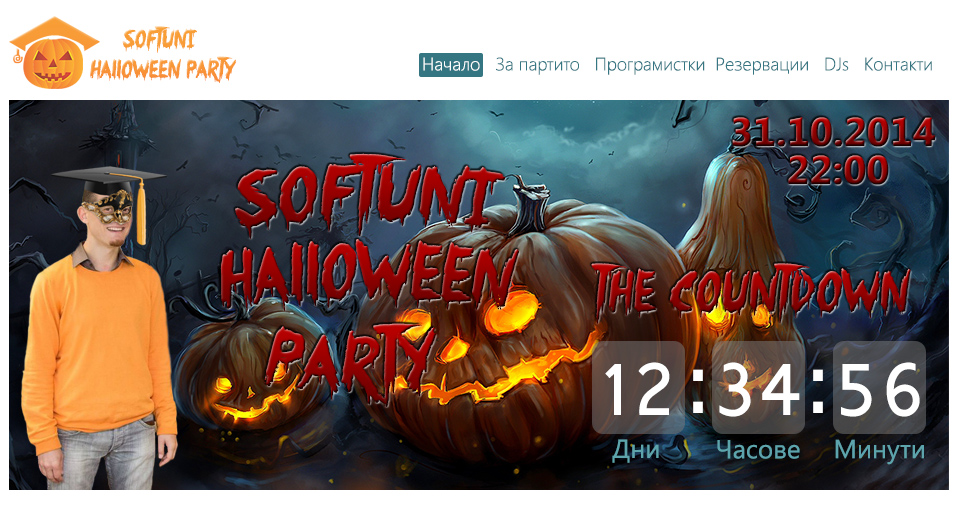 SOFTUNI
HALLOWEEN PARTY
Начало За партито Програмистки Резервации DJs Контакти
31.10.2014
22:00
SOFTUNI
HALLOWEEN
PARTY
THE COUNTDOWN
12:34:56
Дни Часове Минути